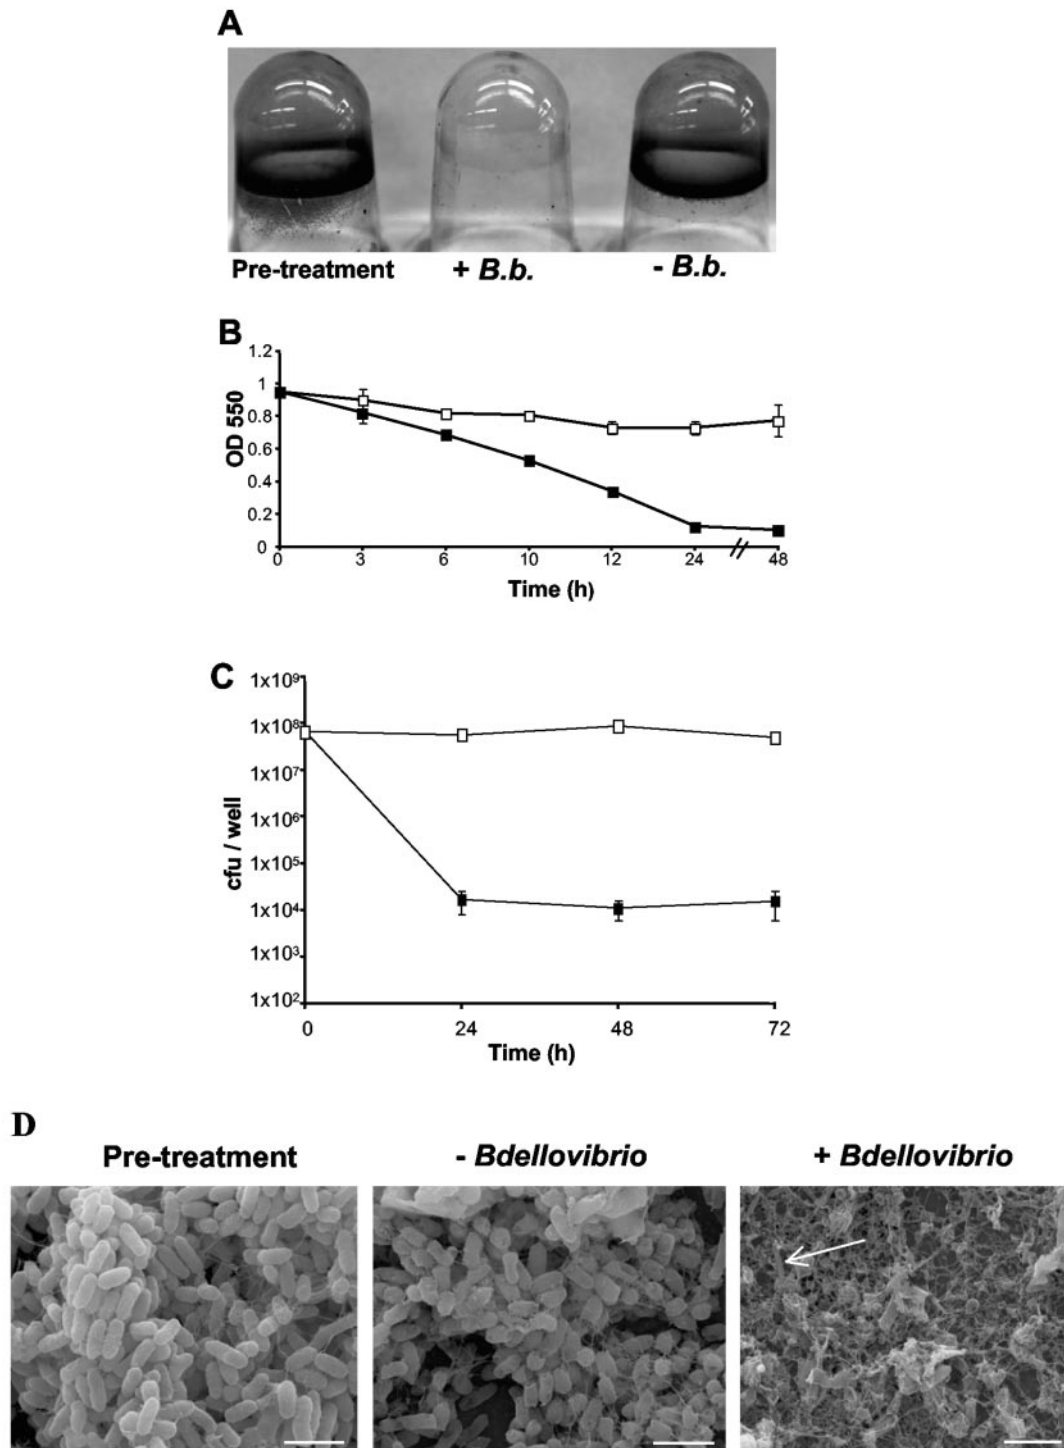 A
Pre-treatment + B.b. - B.b.
B
1.2
1
0.8
0.6
0.4
0.2
0
OD 550
0 3 6 10 12 24 48
Time (h)
C
1x10⁹
1x10⁸
1x10⁷
1x10⁶
1x10⁵
1x10⁴
1x10³
1x10²
cfu / well
0 24 48 72
Time (h)
D
Pre-treatment - Bdellovibrio + Bdellovibrio